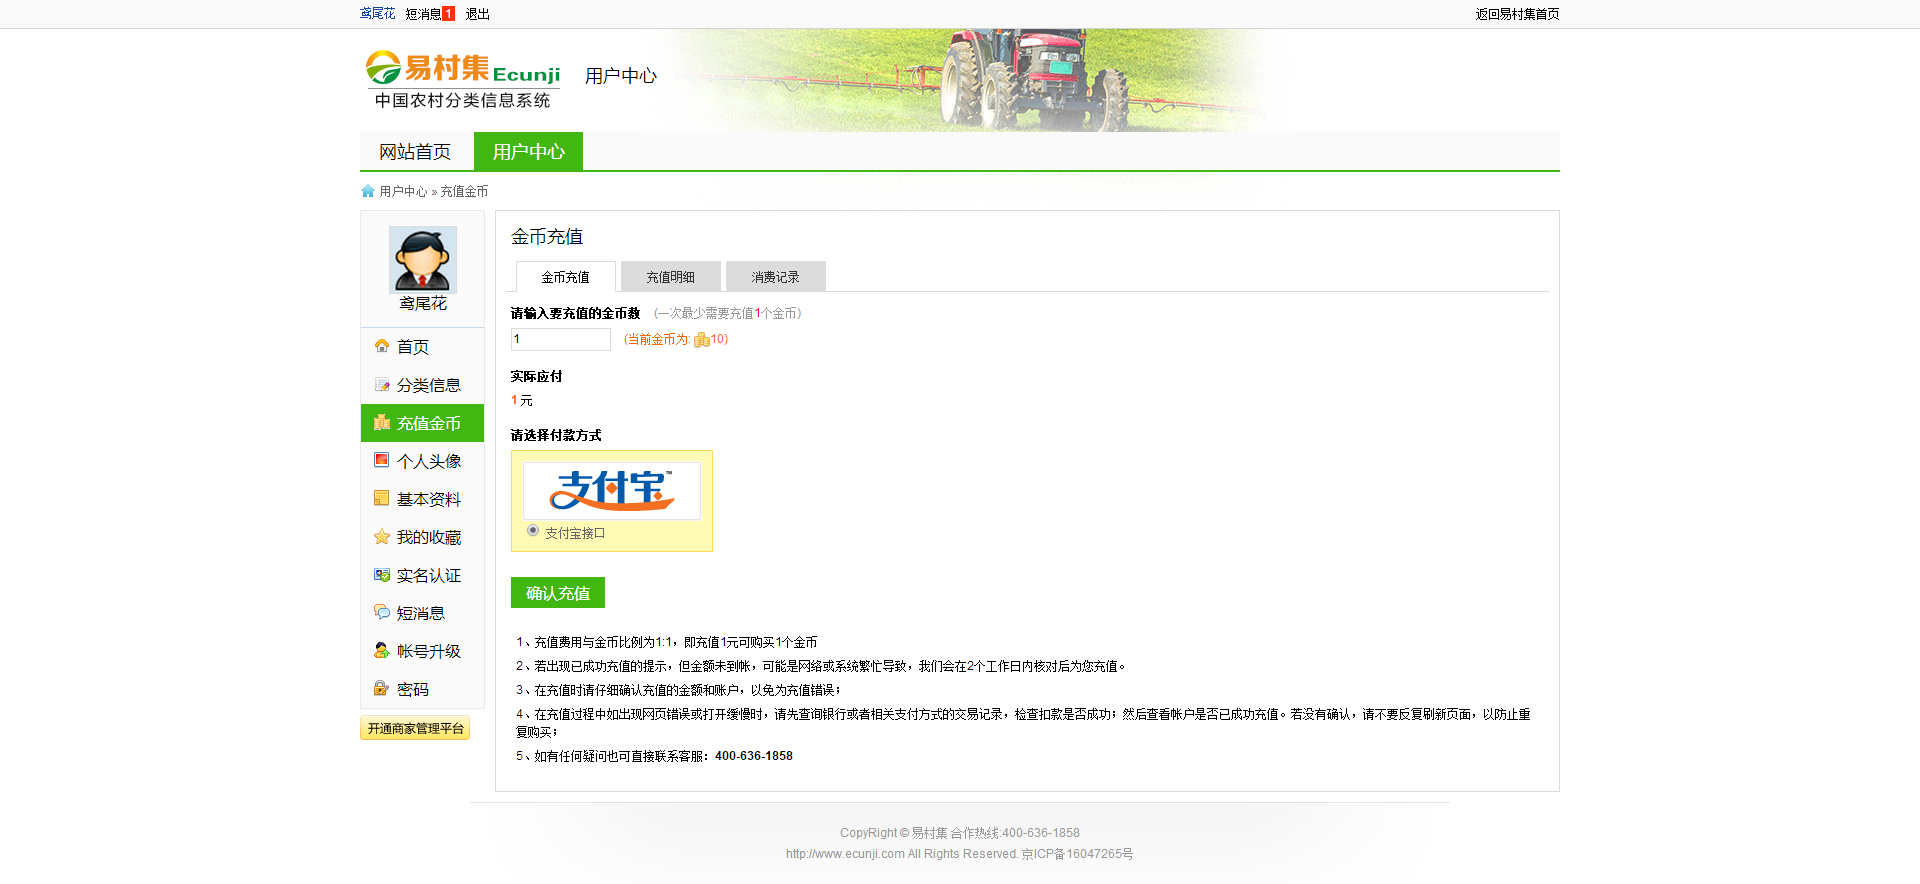 鸢尾花 短消息1 退出 返回易村集首页
易村集Ecunji 用户中心
中国农村分类信息系统
网站首页 用户中心
用户中心 » 充值金币
鸢尾花
首页
分类信息
充值金币
个人头像
基本资料
我的收藏
实名认证
短消息
帐号升级
密码
开通商家管理平台
金币充值
金币充值 充值明细 消费记录
请输入要充值的金币数 (一次最少需要充值1个金币)
1 (当前金币为:10)
实际应付
1 元
请选择付款方式
支付宝™
支付宝接口
确认充值
1、充值费用与金币比例为1:1，即充值1元可购买1个金币
2、若出现已成功充值的提示，但金额未到帐，可能是网络或系统繁忙导致，我们会在2个工作日内核对后为您充值。
3、在充值时请仔细确认充值的金额和账户，以免为充值错误；
4、在充值过程中如出现网页错误或打开缓慢时，请先查询银行或者相关支付方式的交易记录，检查扣款是否成功；然后查看帐户是否已成功充值。若没有确认，请不要反复刷新页面，以防止重
复购买；
5、如有任何疑问也可直接联系客服：400-636-1858
CopyRight © 易村集 合作热线:400-636-1858
http://www.ecunji.com All Rights Reserved. 京ICP备16047265号